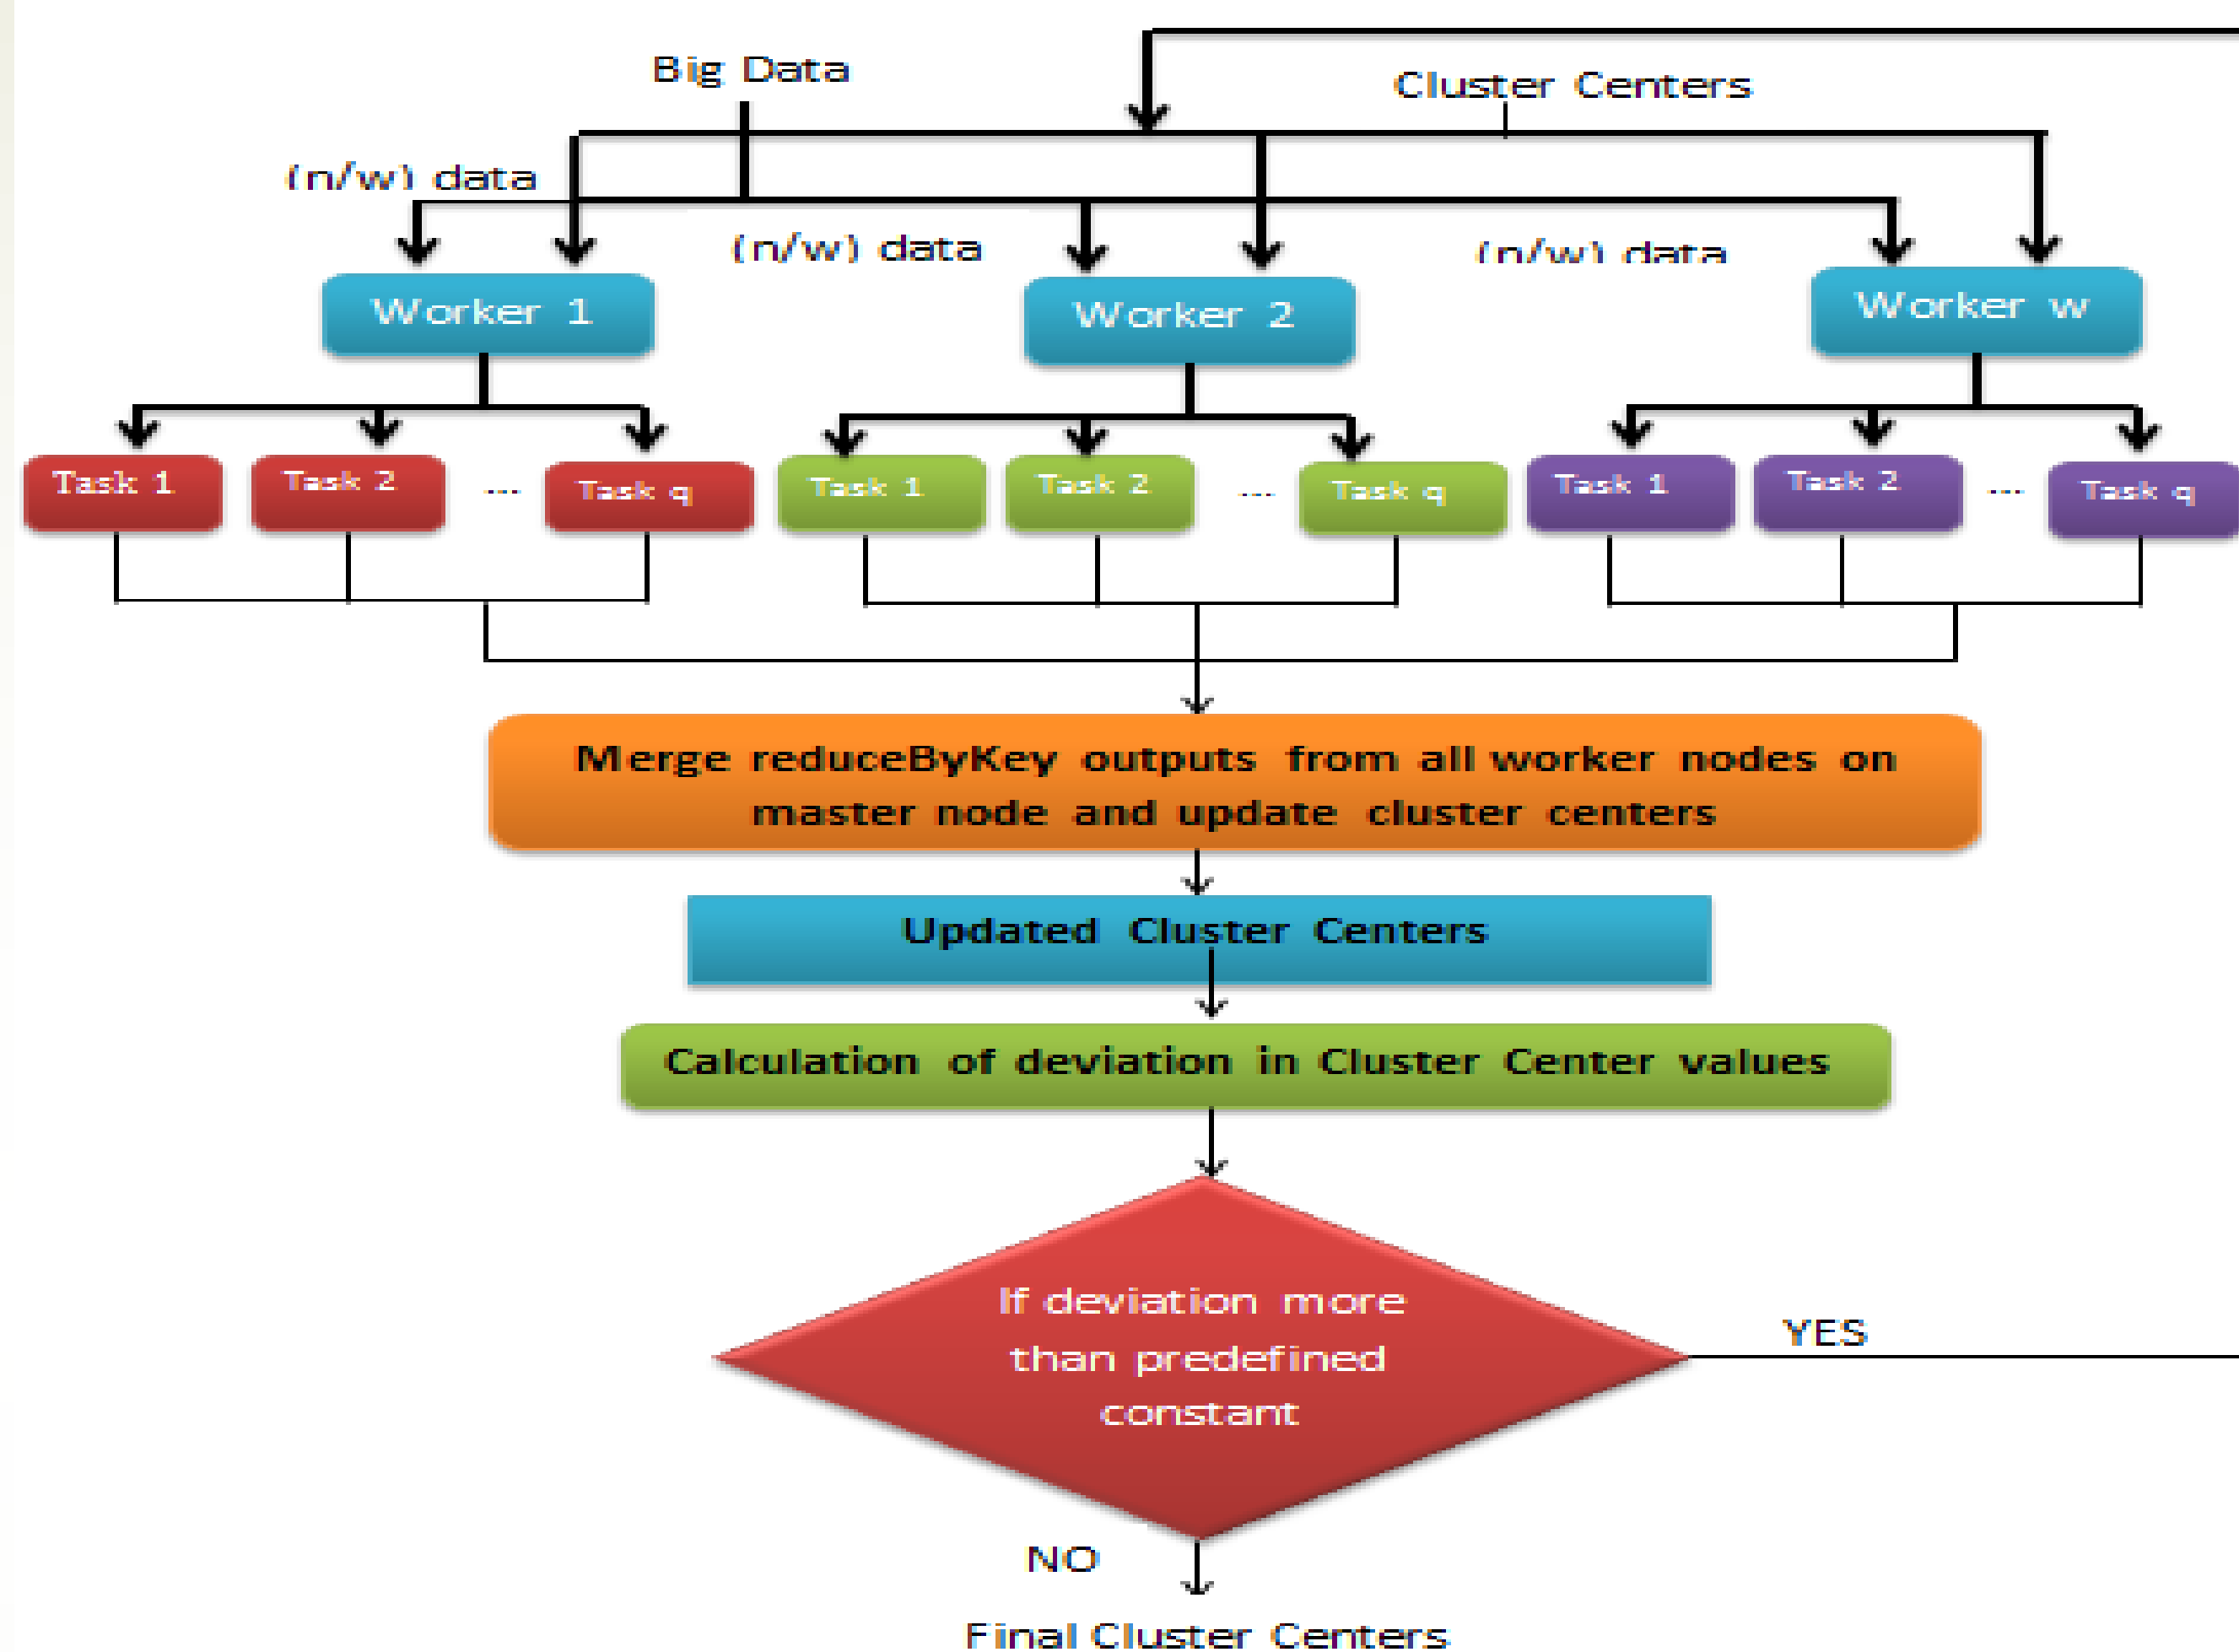 Big Data
Cluster Centers
(n/w) data
(n/w) data
(n/w) data
Worker 1
Worker 2
Worker w
Task 1
Task 2
....
Task q
Task 1
Task 2
....
Task q
Task 1
Task 2
....
Task q
Merge reduceByKey outputs from all worker nodes on
master node and update cluster centers
Updated Cluster Centers
Calculation of deviation in Cluster Center values
If deviation more
than predefined
constant
YES
NO
Final Cluster Centers